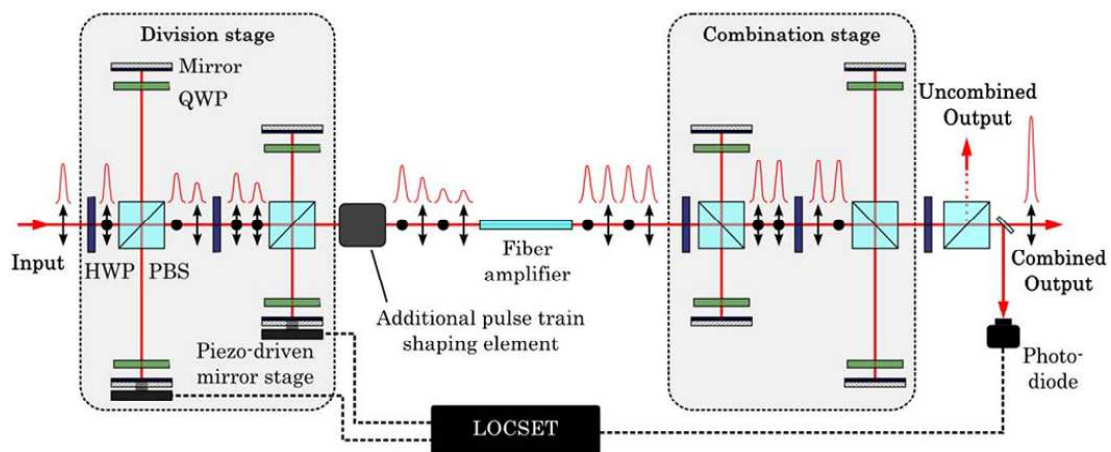 Division stage
Mirror
QWP
Input
HWP
PBS
Piezo-driven
mirror stage
Additional pulse train
shaping element
Fiber
amplifier
LOCSET
Combination stage
Uncombined
Output
Combined
Output
Photo-
diode